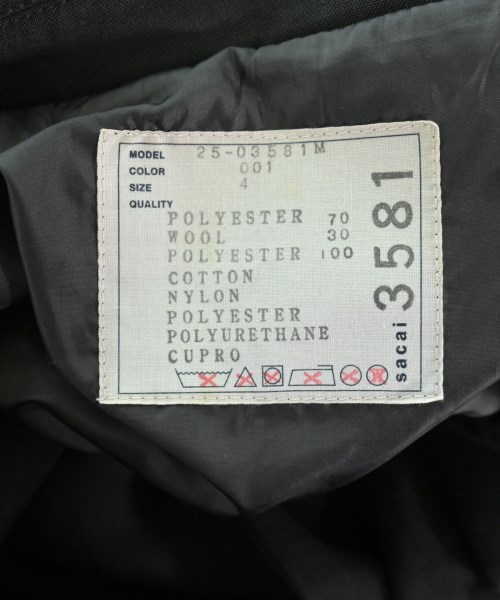 MODEL 25-03581M
COLOR 001
SIZE 4
QUALITY
POLYESTER 70
WOOL 30
POLYESTER 100
COTTON
NYLON
POLYESTER
POLYURETHANE
CUPRO
sacai 3581